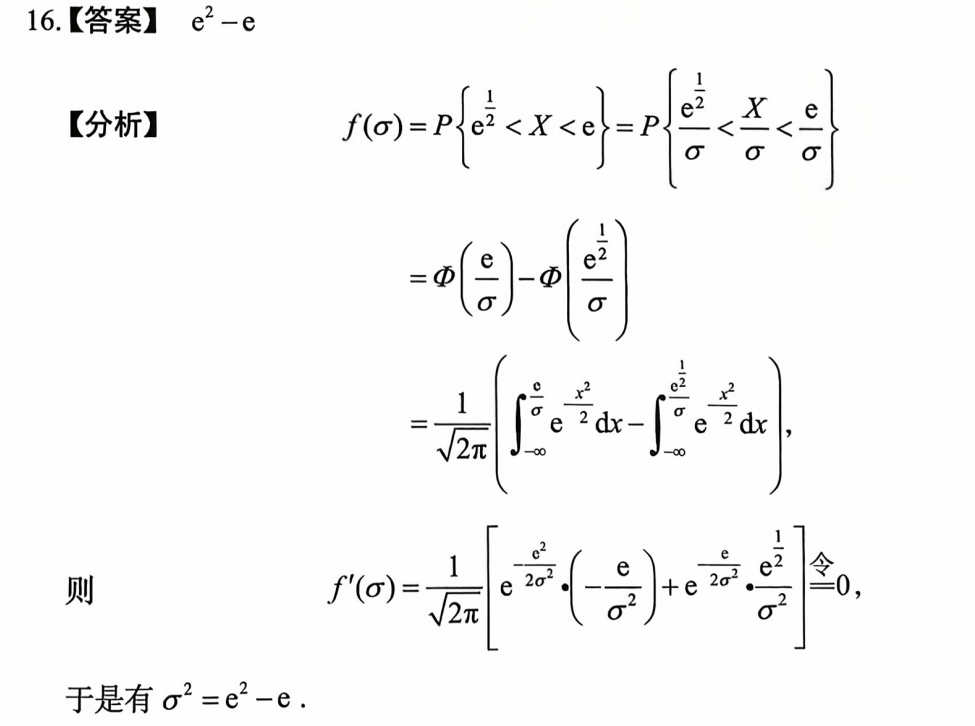 16.【答案】 e² − e
【分析】 f(σ) = P{e^{1/2} < X < e} = P{e^{1/2}/σ < X/σ < e/σ}
= Φ(e/σ) − Φ(e^{1/2}/σ)
= 1/√(2π) (∫_{−∞}^{e/σ} e^{−x²/2} dx − ∫_{−∞}^{e^{1/2}/σ} e^{−x²/2} dx),
则 f′(σ) = 1/√(2π) [e^{−e²/(2σ²)} · (−e/σ²) + e^{−e/(2σ²)} · e^{1/2}/σ²] 令= 0,
于是有 σ² = e² − e .